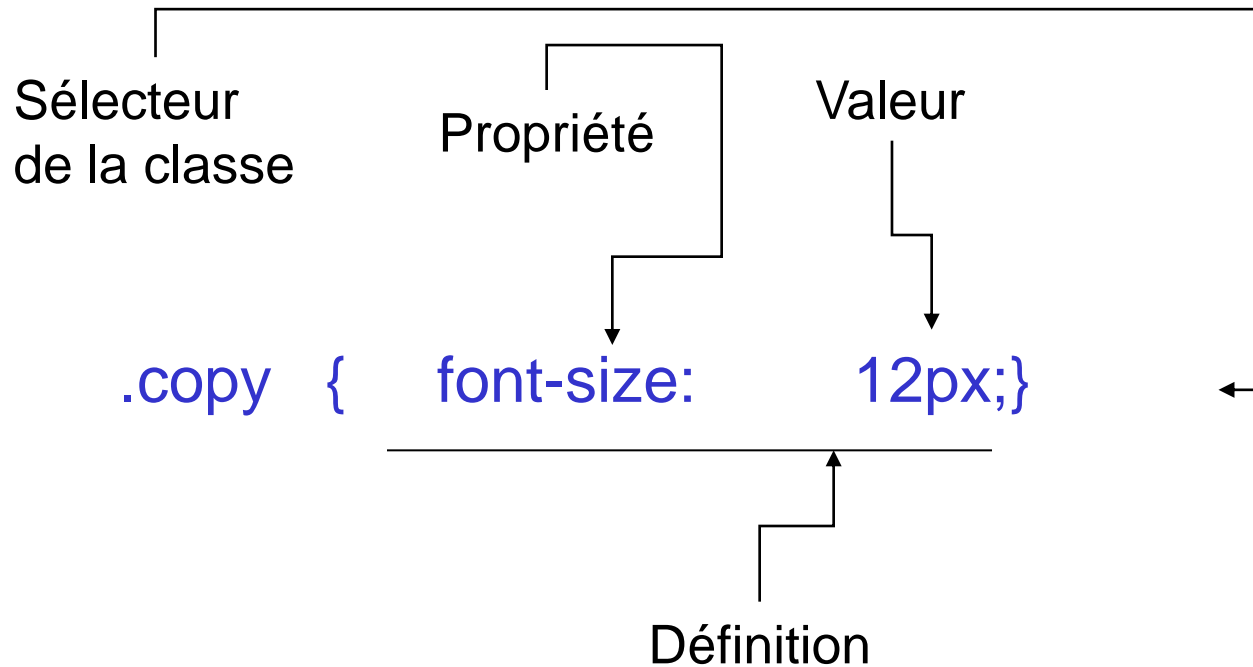 Sélecteur
de la classe
Propriété
Valeur
.copy { font-size: 12px;}
Définition